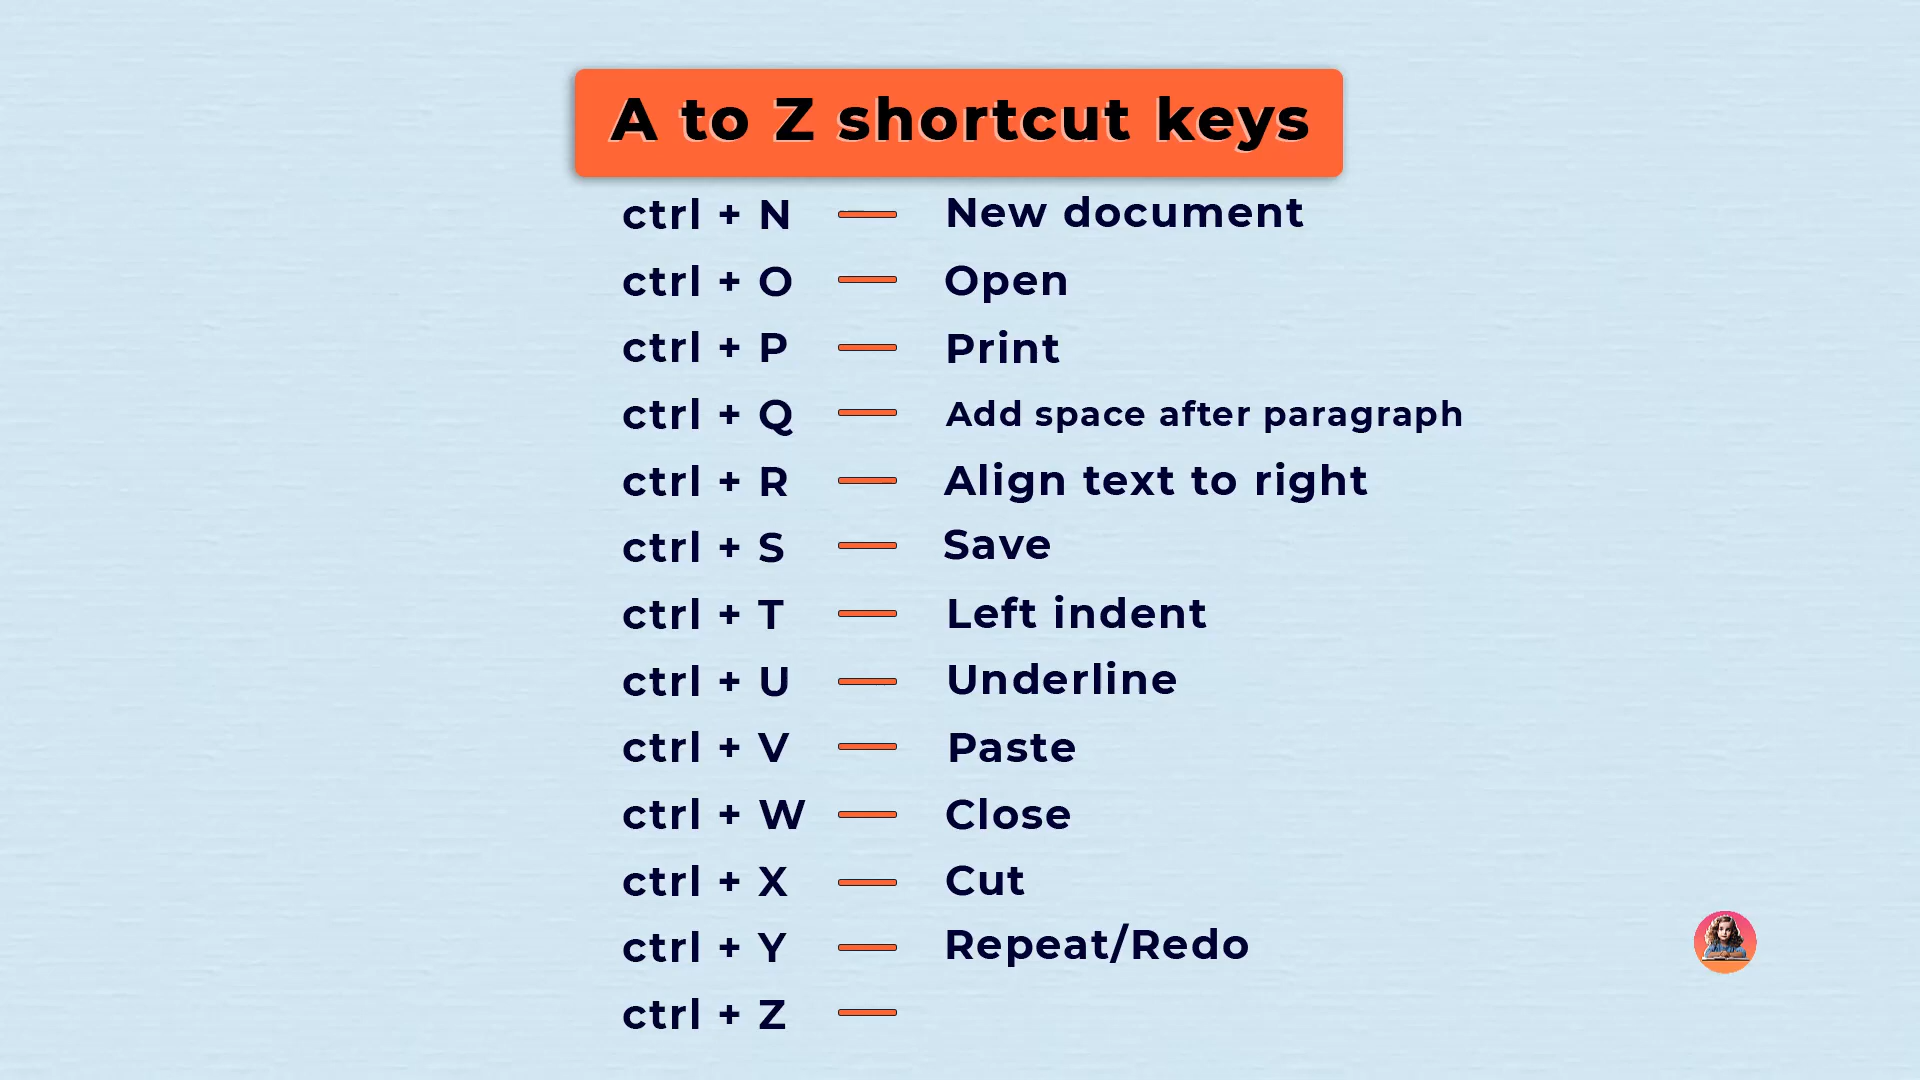 A to Z shortcut keys
ctrl + N — New document
ctrl + O — Open
ctrl + P — Print
ctrl + Q — Add space after paragraph
ctrl + R — Align text to right
ctrl + S — Save
ctrl + T — Left indent
ctrl + U — Underline
ctrl + V — Paste
ctrl + W — Close
ctrl + X — Cut
ctrl + Y — Repeat/Redo
ctrl + Z —